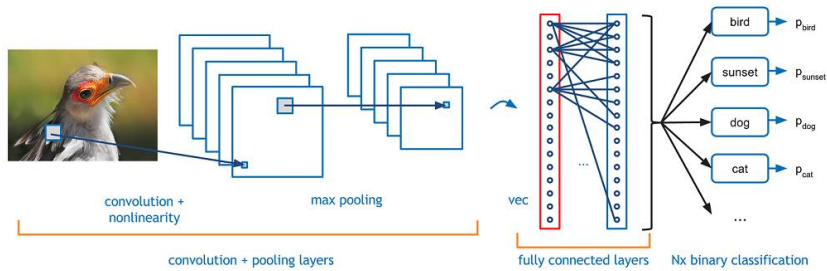 bird
p_bird
sunset
p_sunset
dog
p_dog
cat
p_cat
...
...
convolution +
nonlinearity
max pooling
vec
convolution + pooling layers
fully connected layers
Nx binary classification